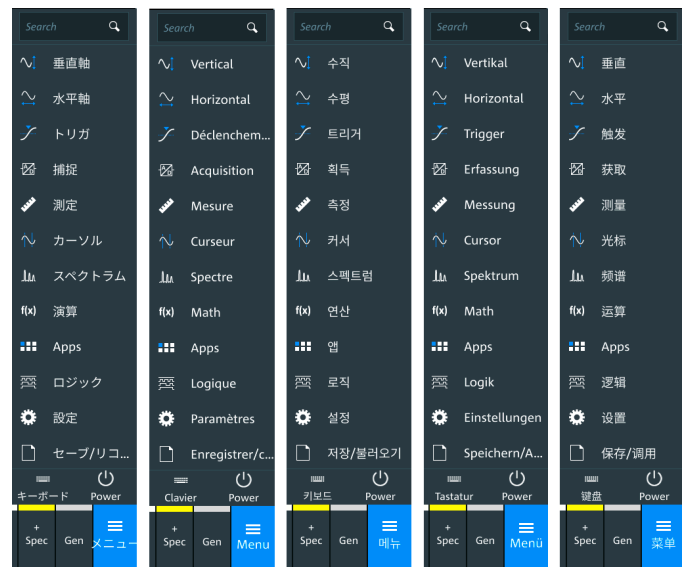 Search
垂直軸
水平軸
トリガ
捕捉
測定
カーソル
スペクトラム
f(x) 演算
Apps
ロジック
設定
セーブ/リコ...
キーボード Power
+
Spec Gen メニュー
Search
Vertical
Horizontal
Déclenchem...
Acquisition
Mesure
Curseur
Spectre
f(x) Math
Apps
Logique
Paramètres
Enregistrer/c...
Clavier Power
+
Spec Gen Menu
Search
수직
수평
트리거
획득
측정
커서
스펙트럼
f(x) 연산
앱
로직
설정
저장/불러오기
키보드 Power
+
Spec Gen 메뉴
Search
Vertikal
Horizontal
Trigger
Erfassung
Messung
Cursor
Spektrum
f(x) Math
Apps
Logik
Einstellungen
Speichern/A...
Tastatur Power
+
Spec Gen Menü
Search
垂直
水平
触发
获取
测量
光标
频谱
f(x) 运算
Apps
逻辑
设置
保存/调用
键盘 Power
+
Spec Gen 菜单